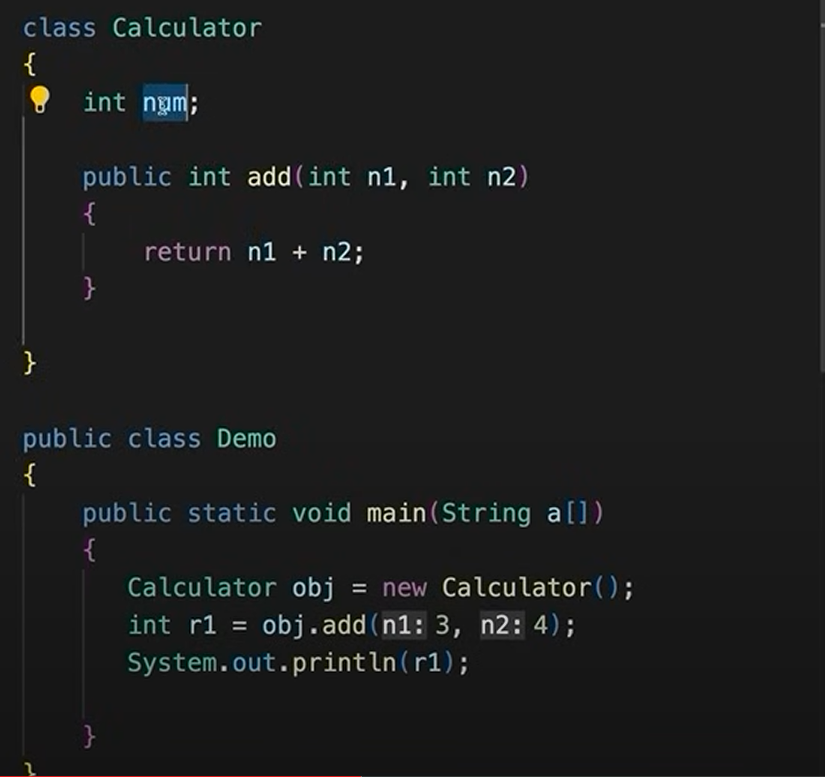 class Calculator
{
int num;
public int add(int n1, int n2)
{
return n1 + n2;
}
}
public class Demo
{
public static void main(String a[])
{
Calculator obj = new Calculator();
int r1 = obj.add(n1: 3, n2: 4);
System.out.println(r1);
}
}